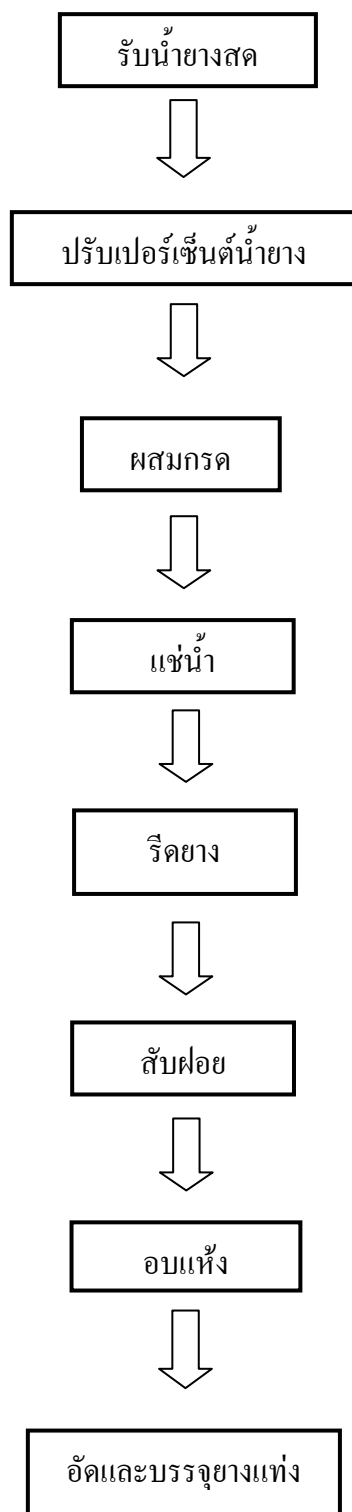 รับน้ำยางสด
ปรับเปอร์เซ็นต์น้ำยาง
ผสมกรด
แช่น้ำ
รีดยาง
สับฝอย
อบแห้ง
อัดและบรรจุยางแท่ง